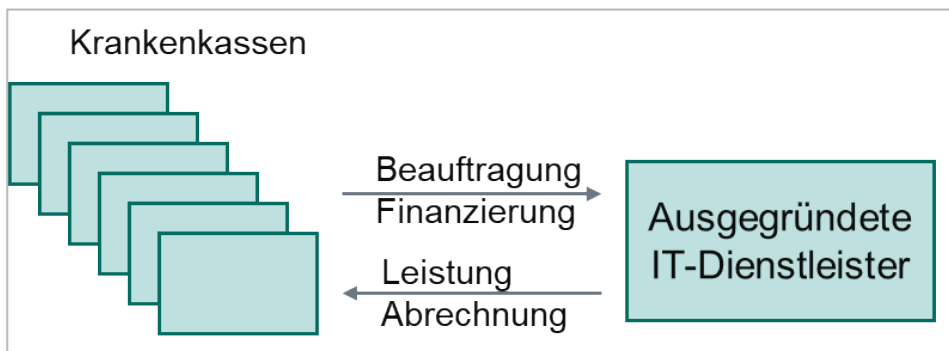 Krankenkassen
Beauftragung
Finanzierung
Leistung
Abrechnung
Ausgegründete
IT-Dienstleister